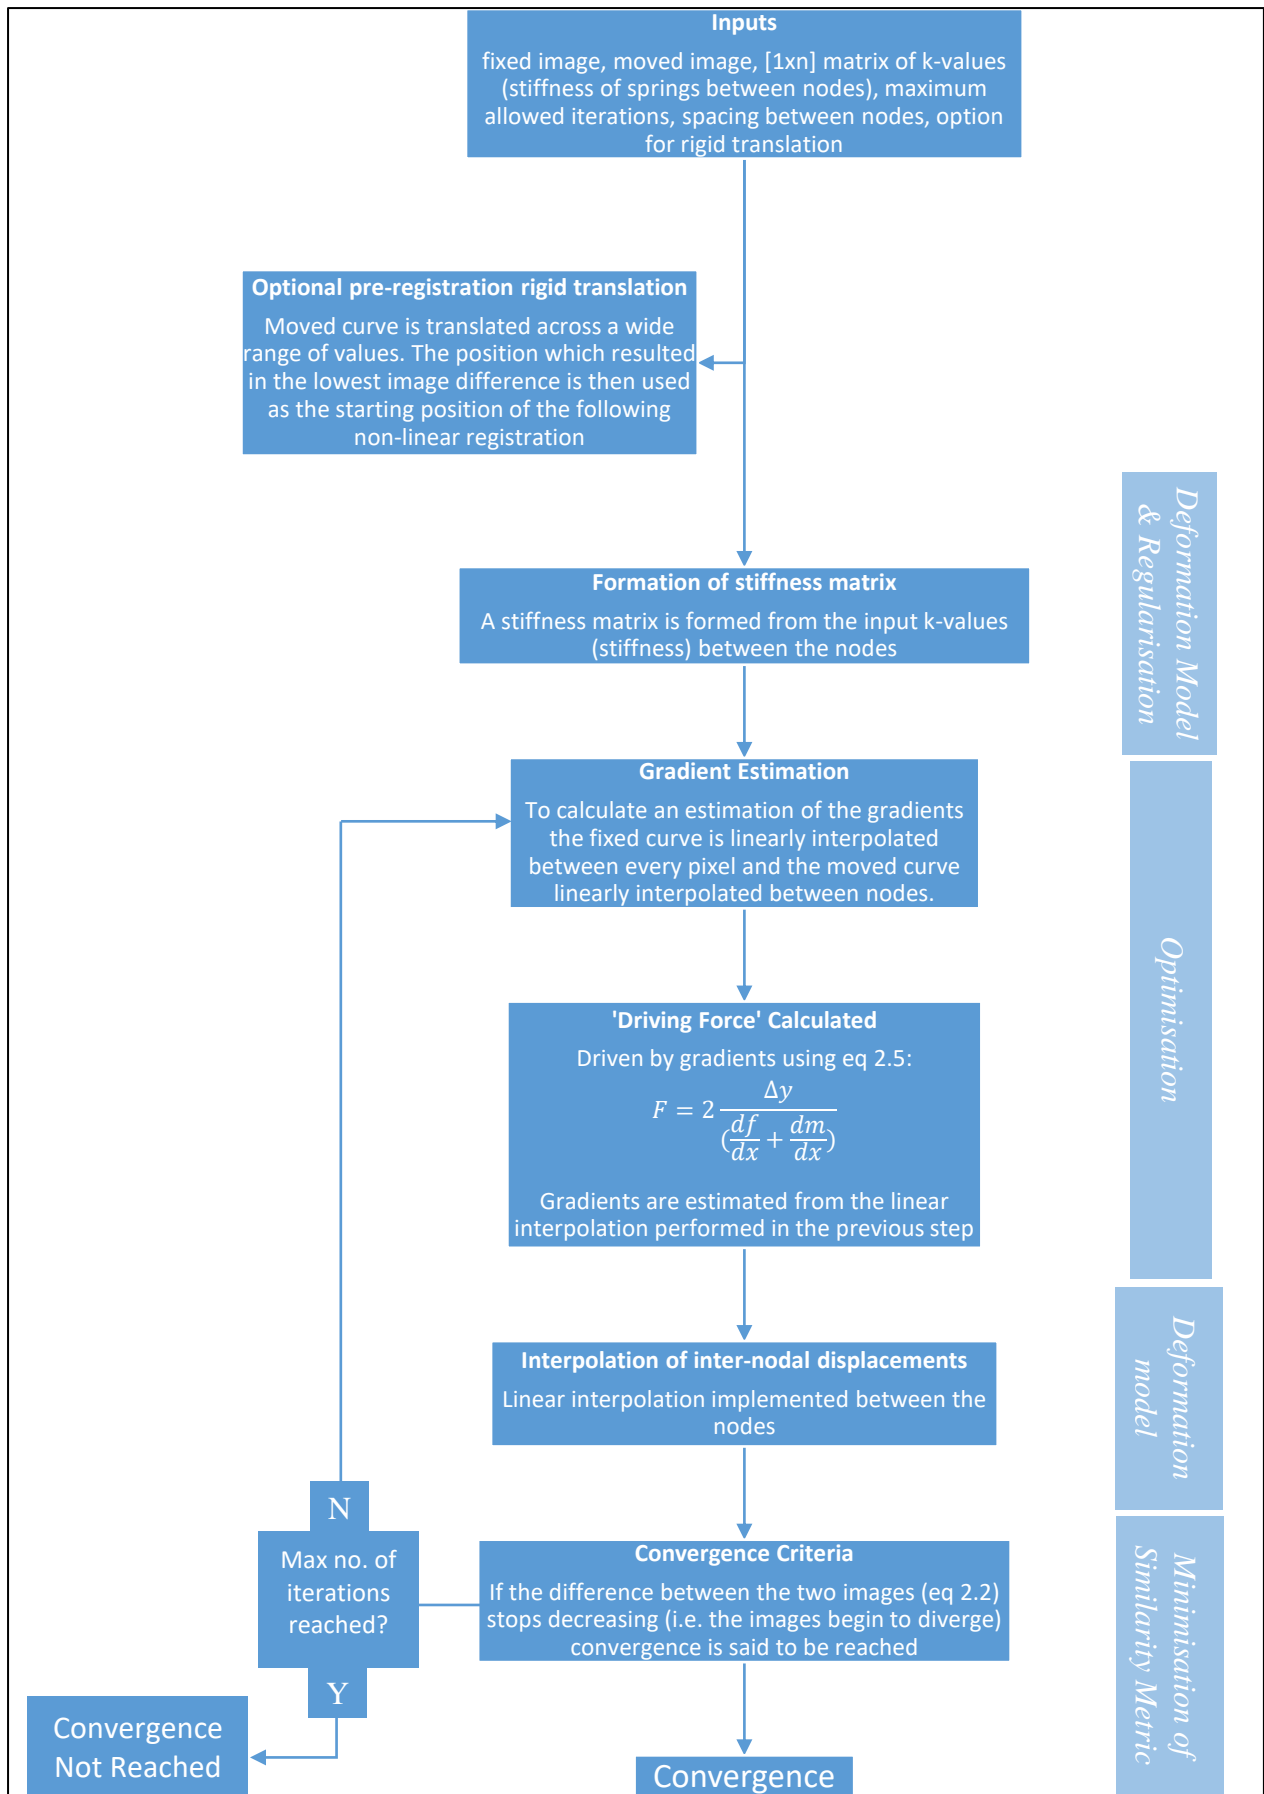 Inputs
fixed image, moved image, [1xn] matrix of k-values
(stiffness of springs between nodes), maximum
allowed iterations, spacing between nodes, option
for rigid translation
Optional pre-registration rigid translation
Moved curve is translated across a wide
range of values. The position which resulted
in the lowest image difference is then used
as the starting position of the following
non-linear registration
Deformation Model
& Regularisation
Formation of stiffness matrix
A stiffness matrix is formed from the input k-values
(stiffness) between the nodes
Gradient Estimation
To calculate an estimation of the gradients
the fixed curve is linearly interpolated
between every pixel and the moved curve
linearly interpolated between nodes.
Optimisation
'Driving Force' Calculated
Driven by gradients using eq 2.5:
F = 2 Δy / (df/dx + dm/dx)
Gradients are estimated from the linear
interpolation performed in the previous step
Deformation
model
Interpolation of inter-nodal displacements
Linear interpolation implemented between the
nodes
N
Max no. of
iterations
reached?
Y
Convergence Criteria
If the difference between the two images (eq 2.2)
stops decreasing (i.e. the images begin to diverge)
convergence is said to be reached
Minimisation of
Similarity Metric
Convergence
Not Reached
Convergence